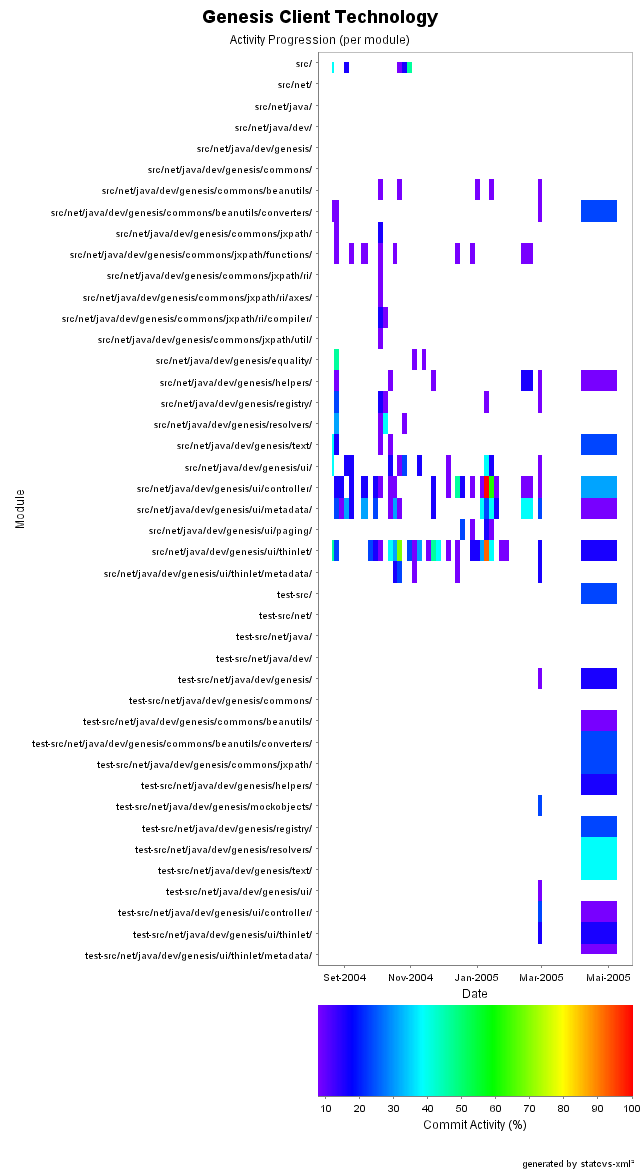 Genesis Client Technology
Activity Progression (per module)
src/
src/net/
src/net/java/
src/net/java/dev/
src/net/java/dev/genesis/
src/net/java/dev/genesis/commons/
src/net/java/dev/genesis/commons/beanutils/
src/net/java/dev/genesis/commons/beanutils/converters/
src/net/java/dev/genesis/commons/jxpath/
src/net/java/dev/genesis/commons/jxpath/functions/
src/net/java/dev/genesis/commons/jxpath/ri/
src/net/java/dev/genesis/commons/jxpath/ri/axes/
src/net/java/dev/genesis/commons/jxpath/ri/compiler/
src/net/java/dev/genesis/commons/jxpath/util/
src/net/java/dev/genesis/equality/
src/net/java/dev/genesis/helpers/
src/net/java/dev/genesis/registry/
src/net/java/dev/genesis/resolvers/
src/net/java/dev/genesis/text/
src/net/java/dev/genesis/ui/
src/net/java/dev/genesis/ui/controller/
src/net/java/dev/genesis/ui/metadata/
src/net/java/dev/genesis/ui/paging/
src/net/java/dev/genesis/ui/thinlet/
src/net/java/dev/genesis/ui/thinlet/metadata/
test-src/
test-src/net/
test-src/net/java/
test-src/net/java/dev/
test-src/net/java/dev/genesis/
test-src/net/java/dev/genesis/commons/
test-src/net/java/dev/genesis/commons/beanutils/
test-src/net/java/dev/genesis/commons/beanutils/converters/
test-src/net/java/dev/genesis/commons/jxpath/
test-src/net/java/dev/genesis/helpers/
test-src/net/java/dev/genesis/mockobjects/
test-src/net/java/dev/genesis/registry/
test-src/net/java/dev/genesis/resolvers/
test-src/net/java/dev/genesis/text/
test-src/net/java/dev/genesis/ui/
test-src/net/java/dev/genesis/ui/controller/
test-src/net/java/dev/genesis/ui/thinlet/
test-src/net/java/dev/genesis/ui/thinlet/metadata/
Module
Set-2004 Nov-2004 Jan-2005 Mar-2005 Mai-2005
Date
10 20 30 40 50 60 70 80 90 100
Commit Activity (%)
generated by statcvs-xml²